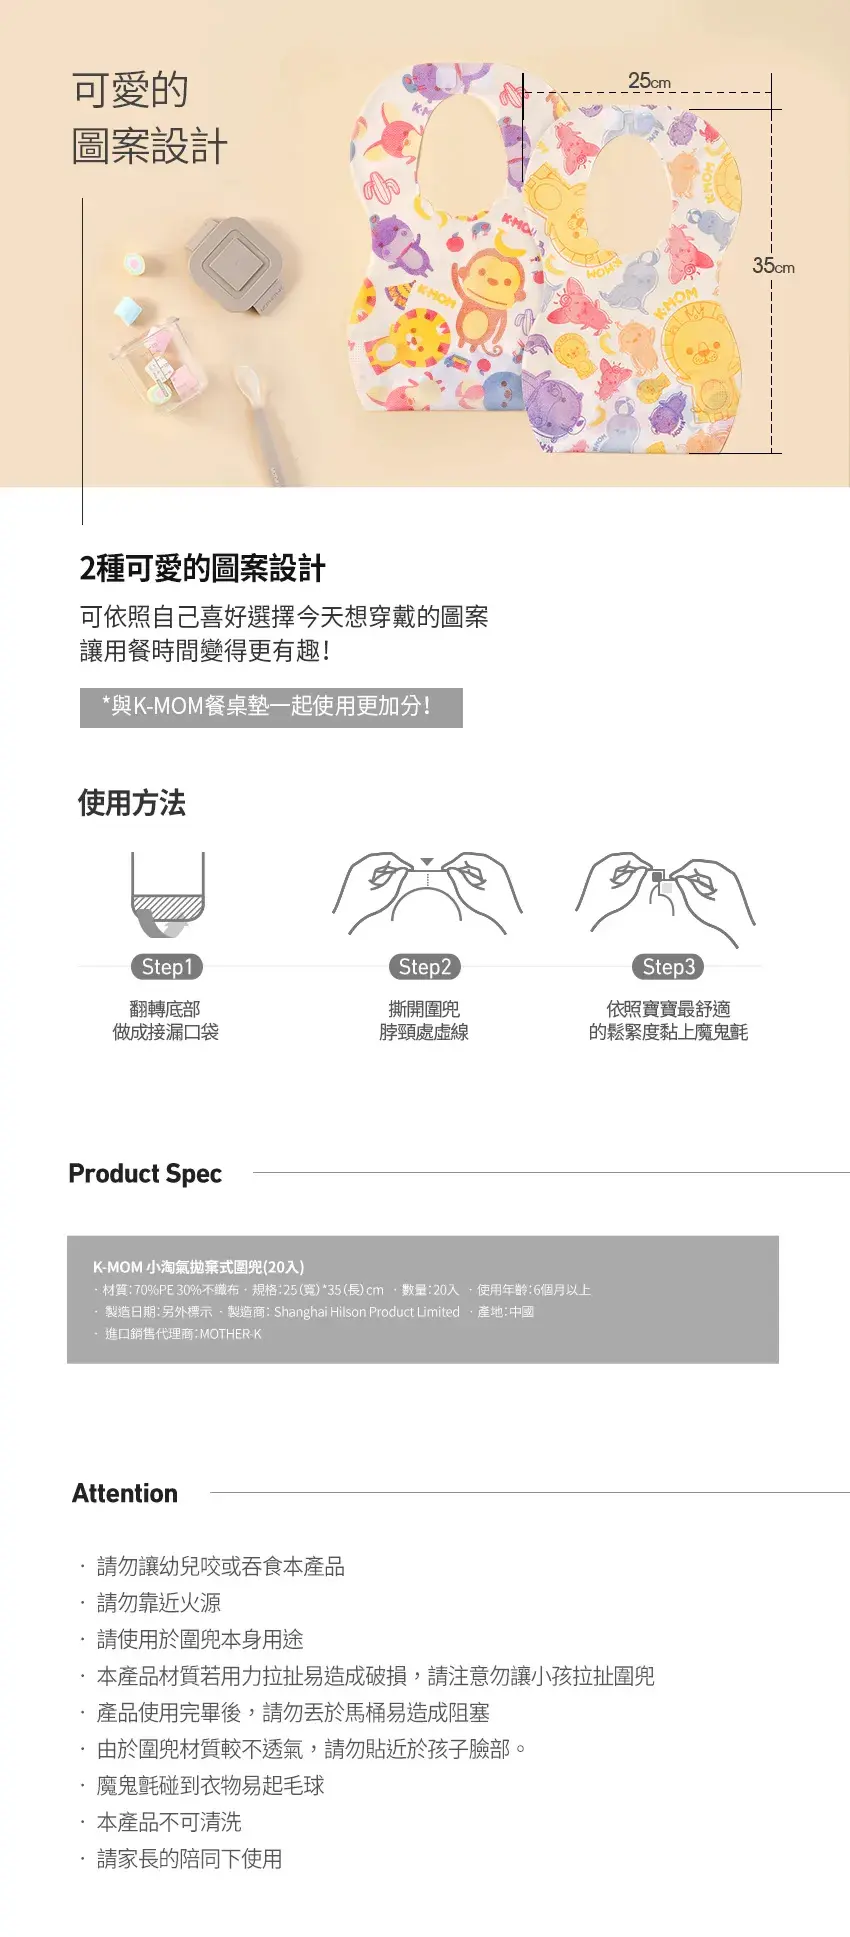 可愛的
圖案設計
25cm
35cm
K-MOM
K-MOM
K-MOM
2種可愛的圖案設計
可依照自己喜好選擇今天想穿戴的圖案
讓用餐時間變得更有趣!
*與K-MOM餐桌墊一起使用更加分!
使用方法
Step1
Step2
Step3
翻轉底部
做成接漏口袋
撕開圍兜
脖頸處虛線
依照寶寶最舒適
的鬆緊度黏上魔鬼氈
Product Spec
K-MOM 小淘氣拋棄式圍兜(20入)
· 材質:70%PE 30%不織布 · 規格:25(寬)*35(長)cm · 數量:20入 · 使用年齡:6個月以上
· 製造日期:另外標示 · 製造商: Shanghai Hilson Product Limited · 產地:中國
· 進口銷售代理商:MOTHER-K
Attention
· 請勿讓幼兒咬或吞食本產品
· 請勿靠近火源
· 請使用於圍兜本身用途
· 本產品材質若用力拉扯易造成破損，請注意勿讓小孩拉扯圍兜
· 產品使用完畢後，請勿丟於馬桶易造成阻塞
· 由於圍兜材質較不透氣，請勿貼近於孩子臉部。
· 魔鬼氈碰到衣物易起毛球
· 本產品不可清洗
· 請家長的陪同下使用